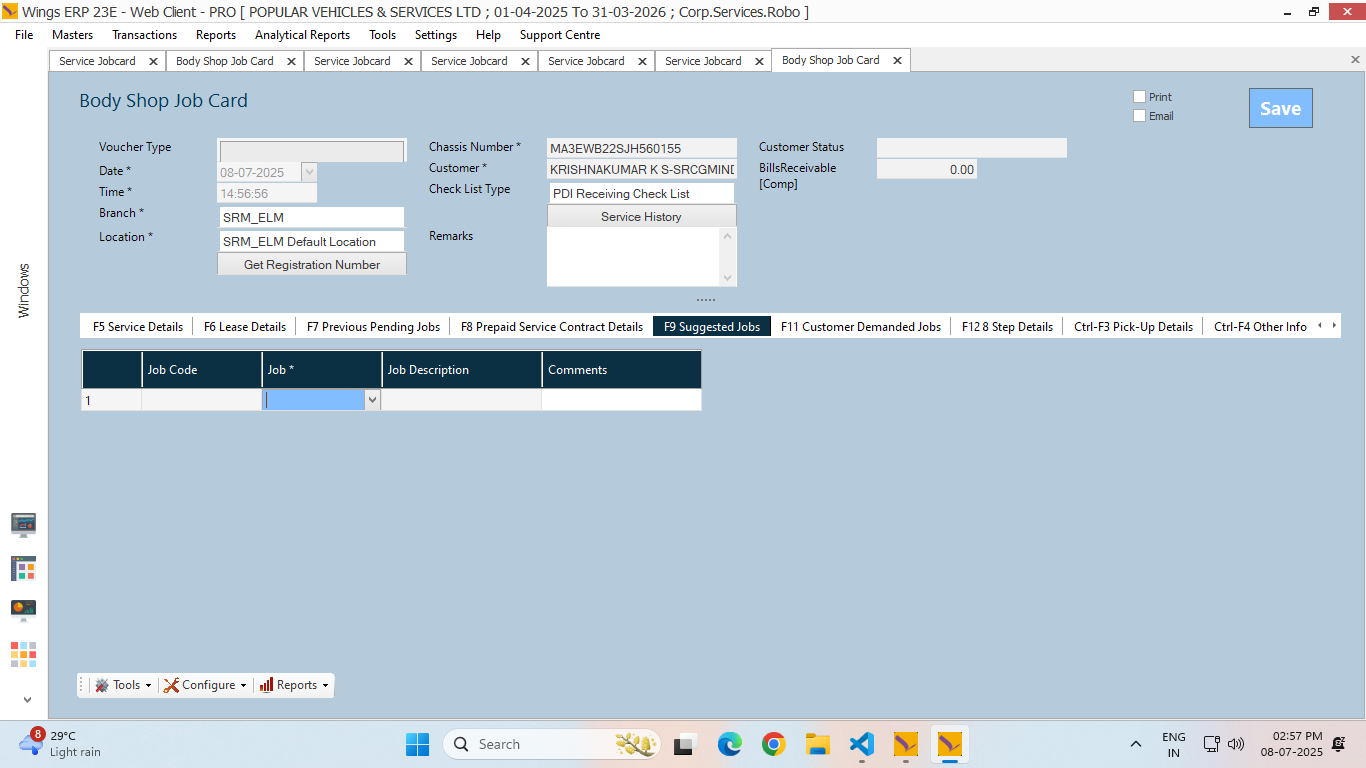 Wings ERP 23E - Web Client - PRO [ POPULAR VEHICLES & SERVICES LTD ; 01-04-2025 To 31-03-2026 ; Corp.Services.Robo ]
File Masters Transactions Reports Analytical Reports Tools Settings Help Support Centre
Service Jobcard Body Shop Job Card Service Jobcard Service Jobcard Service Jobcard Service Jobcard Body Shop Job Card
Body Shop Job Card
Print
Email
Save
Voucher Type
Date *
08-07-2025
Time *
14:56:56
Branch *
SRM_ELM
Location *
SRM_ELM Default Location
Get Registration Number
Chassis Number *
MA3EWB22SJH560155
Customer *
KRISHNAKUMAR K S-SRCGMIND
Check List Type
PDI Receiving Check List
Service History
Remarks
Customer Status
BillsReceivable
[Comp]
0.00
Windows
F5 Service Details F6 Lease Details F7 Previous Pending Jobs F8 Prepaid Service Contract Details F9 Suggested Jobs F11 Customer Demanded Jobs F12 8 Step Details Ctrl-F3 Pick-Up Details Ctrl-F4 Other Info
Job Code Job * Job Description Comments
1
Tools Configure Reports
8
29°C
Light rain
Search
ENG
IN
02:57 PM
08-07-2025